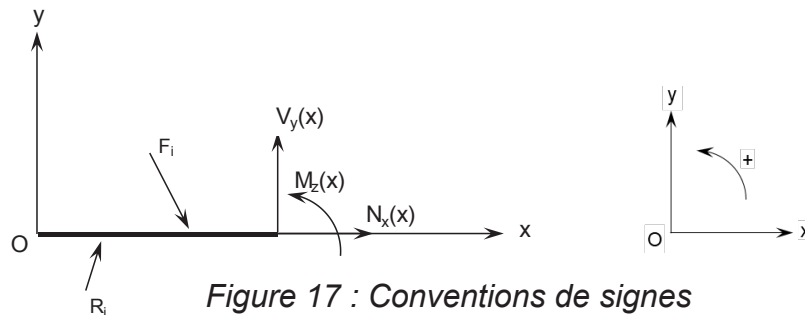 y
V_y(x)
F_i
M_z(x)
N_x(x)
O
x
R_i
y
+
O
x
Figure 17 : Conventions de signes